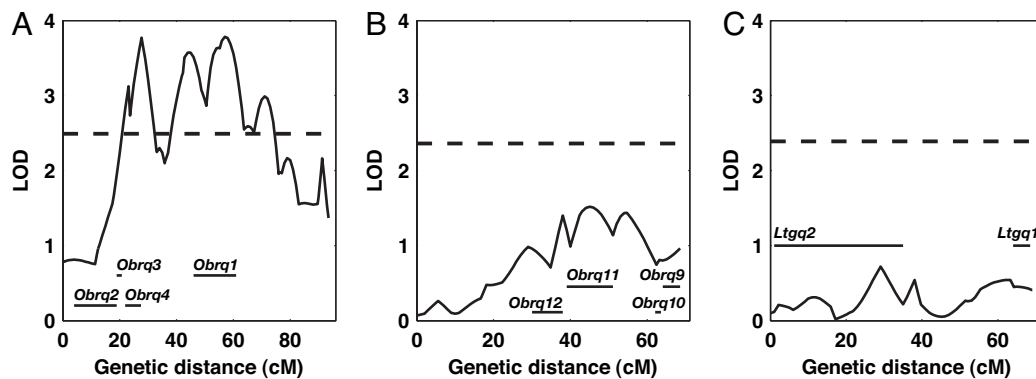 A
4
3
2
1
0
LOD
Obrq3
Obrq1
Obrq2
Obrq4
0 20 40 60 80
Genetic distance (cM)
B
4
3
2
1
0
LOD
Obrq11
Obrq9
Obrq12
Obrq10
0 20 40 60
Genetic distance (cM)
C
4
3
2
1
0
LOD
Ltgq2
Ltgq1
0 20 40 60
Genetic distance (cM)